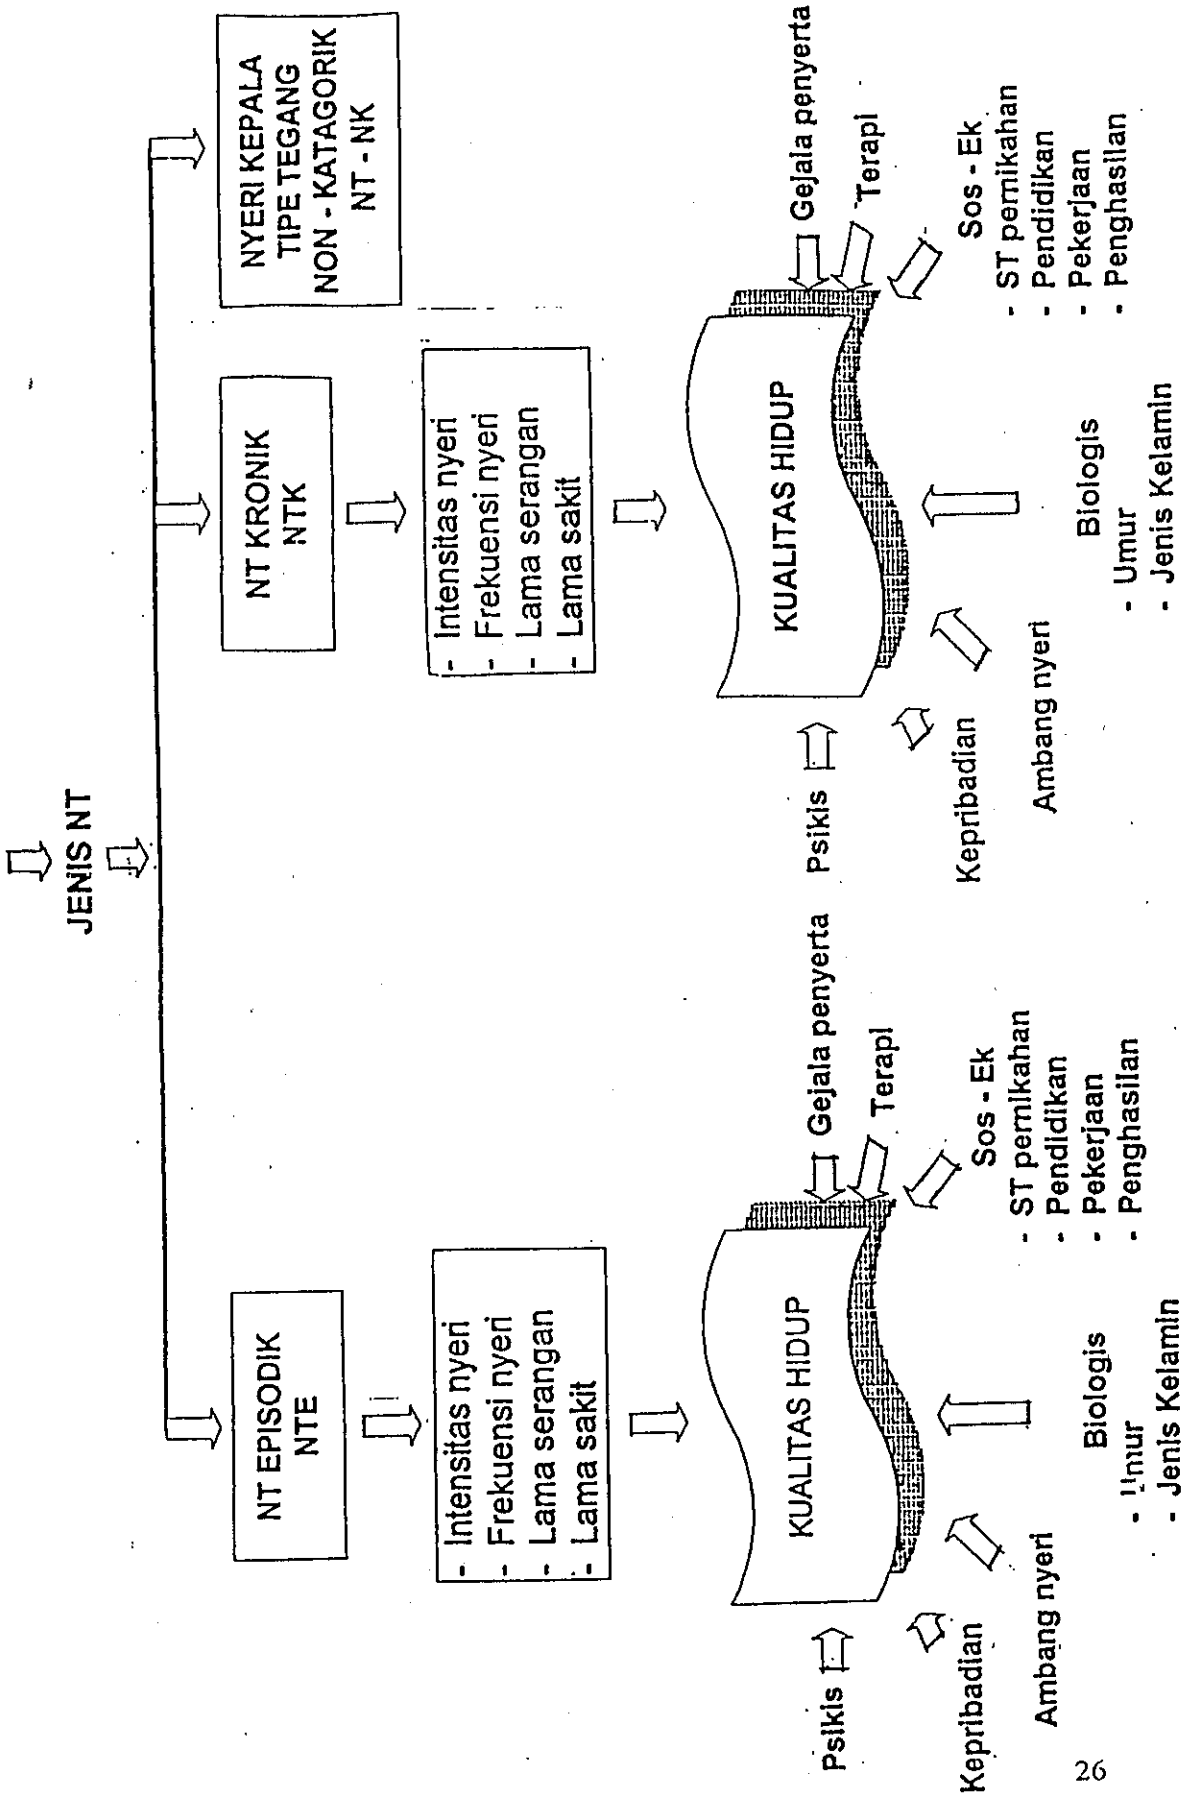 JENIS NT
NT EPISODIK
NTE
- Intensitas nyeri
- Frekuensi nyeri
- Lama serangan
- Lama sakit
KUALITAS HIDUP
Psikis
Kepribadian
Ambang nyeri
Biologis
- Umur
- Jenis Kelamin
Gejala penyerta
Terapi
Sos - Ek
- ST pernikahan
- Pendidikan
- Pekerjaan
- Penghasilan
NT KRONIK
NTK
- Intensitas nyeri
- Frekuensi nyeri
- Lama serangan
- Lama sakit
KUALITAS HIDUP
Psikis
Kepribadian
Ambang nyeri
Biologis
- Umur
- Jenis Kelamin
Gejala penyerta
Terapi
Sos - Ek
- ST pernikahan
- Pendidikan
- Pekerjaan
- Penghasilan
NYERI KEPALA
TIPE TEGANG
NON - KATAGORIK
NT - NK
26